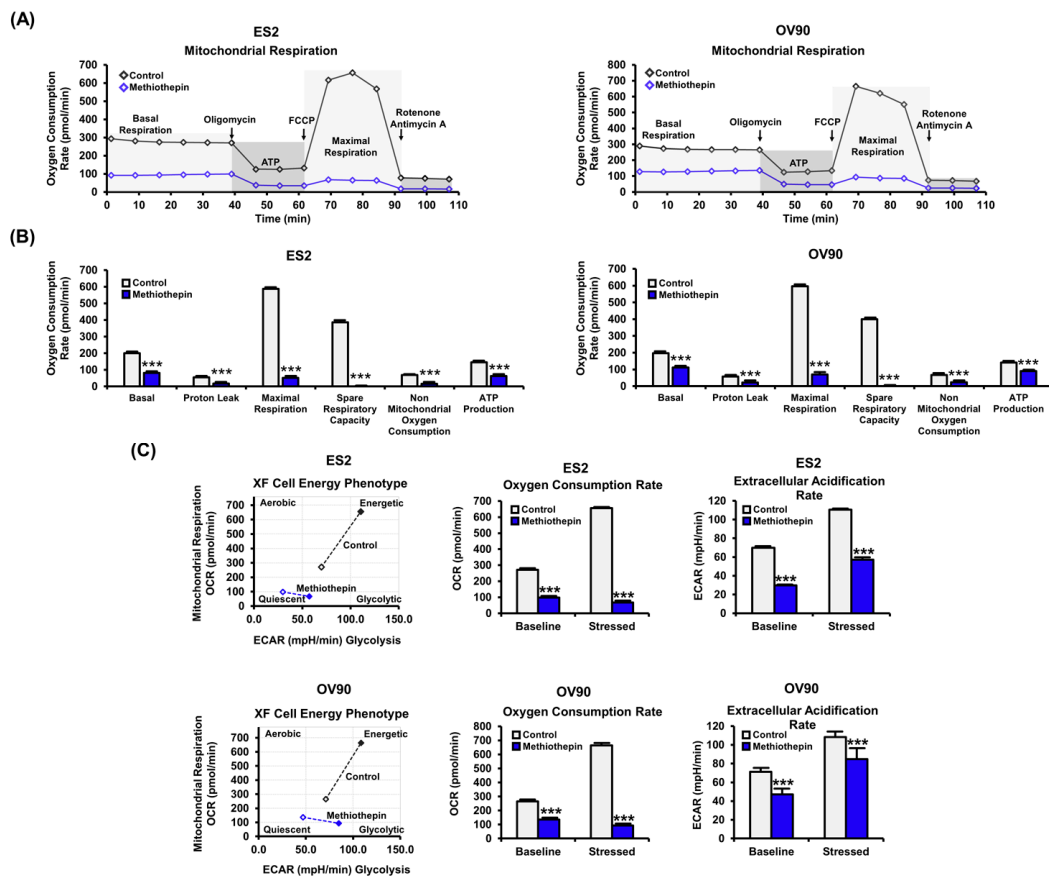 (A)
ES2
Mitochondrial Respiration
Oxygen Consumption
Rate (pmol/min)
700
600
500
400
300
200
100
0
Control
Methiothepin
Basal
Respiration
Oligomycin
ATP
FCCP
Maximal
Respiration
Rotenone
Antimycin A
0 10 20 30 40 50 60 70 80 90 100 110
Time (min)
OV90
Mitochondrial Respiration
Oxygen Consumption
Rate (pmol/min)
800
700
600
500
400
300
200
100
0
Control
Methiothepin
Basal
Respiration
Oligomycin
ATP
FCCP
Maximal
Respiration
Rotenone
Antimycin A
0 10 20 30 40 50 60 70 80 90 100 110
Time (min)
(B)
ES2
Oxygen Consumption
Rate (pmol/min)
700
600
500
400
300
200
100
0
Control
Methiothepin
*** *** *** *** *** ***
Basal
Proton Leak
Maximal
Respiration
Spare
Respiratory
Capacity
Non
Mitochondrial
Oxygen
Consumption
ATP
Production
OV90
Oxygen Consumption
Rate (pmol/min)
700
600
500
400
300
200
100
0
Control
Methiothepin
*** *** *** *** *** ***
Basal
Proton Leak
Maximal
Respiration
Spare
Respiratory
Capacity
Non
Mitochondrial
Oxygen
Consumption
ATP
Production
(C)
ES2
XF Cell Energy Phenotype
Mitochondrial Respiration
OCR (pmol/min)
700
600
500
400
300
200
100
0
Aerobic
Energetic
Control
Methiothepin
Quiescent
Glycolytic
0.0 50.0 100.0 150.0
ECAR (mpH/min) Glycolysis
ES2
Oxygen Consumption Rate
OCR (pmol/min)
700
600
500
400
300
200
100
0
Control
Methiothepin
*** ***
Baseline
Stressed
ES2
Extracellular Acidification
Rate
ECAR (mpH/min)
120
100
80
60
40
20
0
Control
Methiothepin
*** ***
Baseline
Stressed
OV90
XF Cell Energy Phenotype
Mitochondrial Respiration
OCR (pmol/min)
700
600
500
400
300
200
100
0
Aerobic
Energetic
Control
Methiothepin
Quiescent
Glycolytic
0.0 50.0 100.0 150.0
ECAR (mpH/min) Glycolysis
OV90
Oxygen Consumption Rate
OCR (pmol/min)
800
700
600
500
400
300
200
100
0
Control
Methiothepin
*** ***
Baseline
Stressed
OV90
Extracellular Acidification
Rate
ECAR (mpH/min)
120
100
80
60
40
20
0
Control
Methiothepin
*** ***
Baseline
Stressed